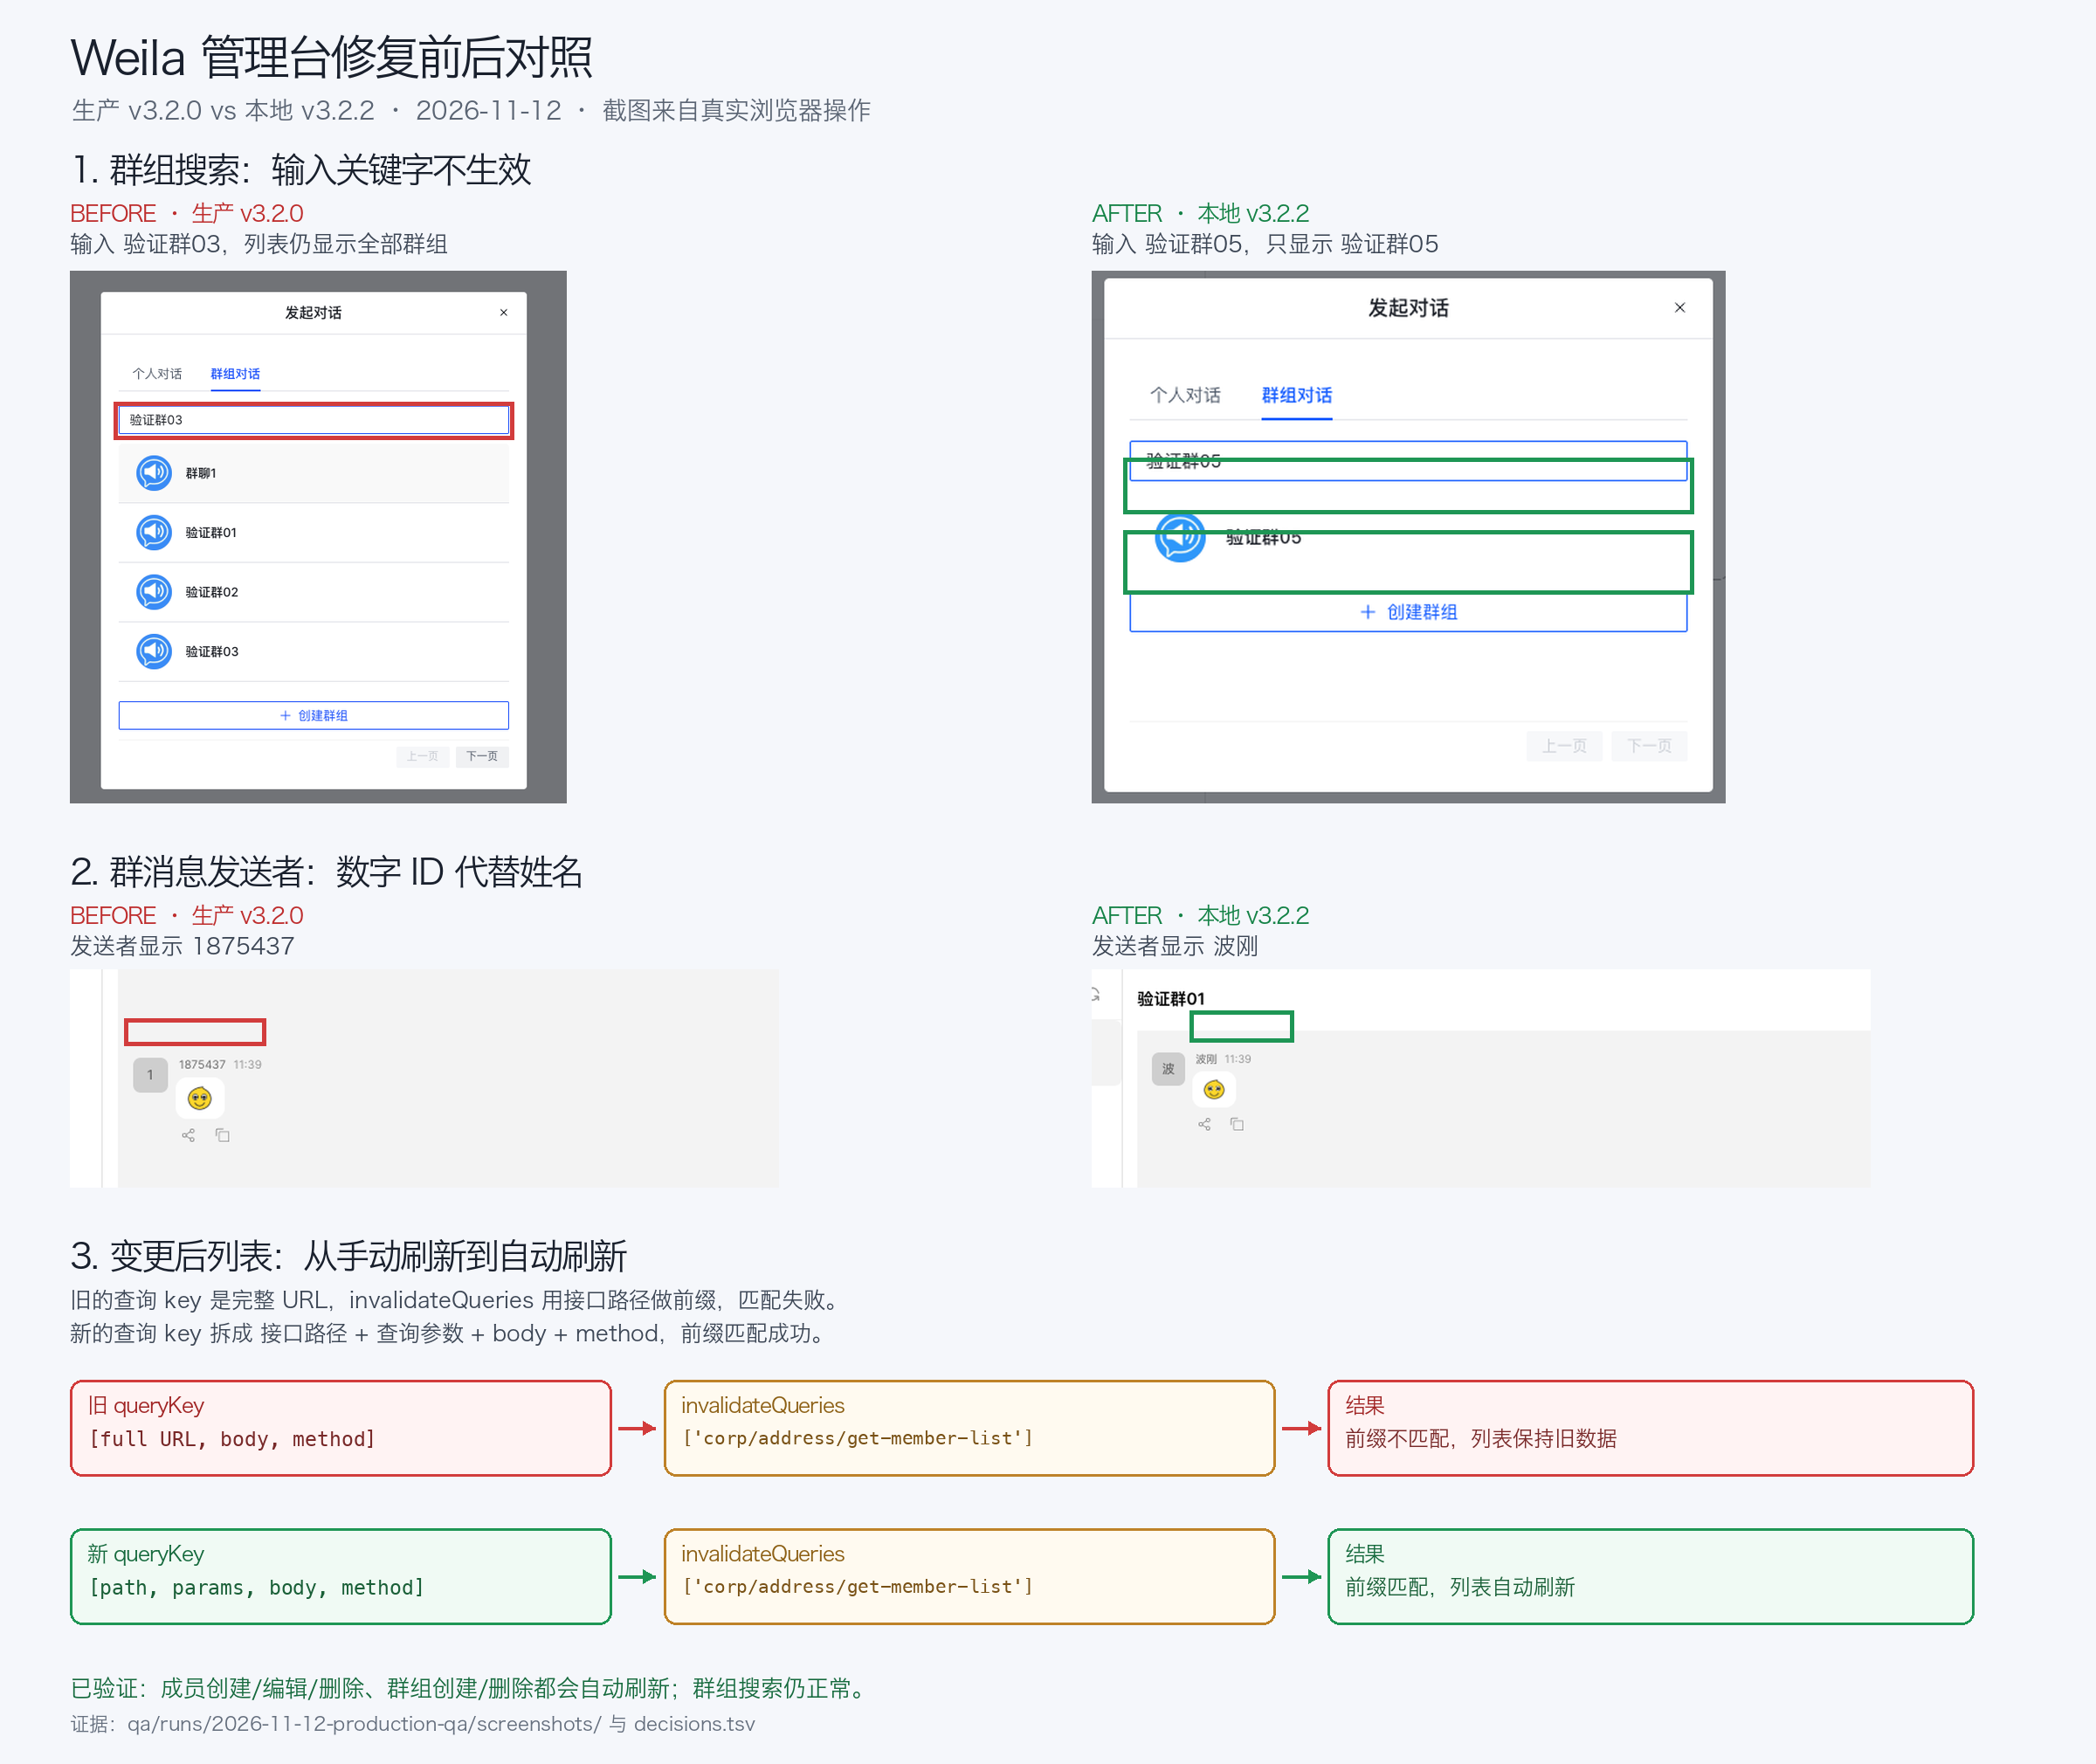 Weila 管理台修复前后对照
生产 v3.2.0 vs 本地 v3.2.2 · 2026-11-12 · 截图来自真实浏览器操作
1. 群组搜索：输入关键字不生效
BEFORE · 生产 v3.2.0
输入 验证群03，列表仍显示全部群组
发起对话
×
个人对话 群组对话
验证群03
群聊1
验证群01
验证群02
验证群03
+ 创建群组
上一页 下一页
AFTER · 本地 v3.2.2
输入 验证群05，只显示 验证群05
发起对话
×
个人对话 群组对话
验证群05
验证群05
+ 创建群组
上一页 下一页
2. 群消息发送者：数字 ID 代替姓名
BEFORE · 生产 v3.2.0
发送者显示 1875437
1
1875437 11:39
AFTER · 本地 v3.2.2
发送者显示 波刚
验证群01
波
波刚 11:39
3. 变更后列表：从手动刷新到自动刷新
旧的查询 key 是完整 URL，invalidateQueries 用接口路径做前缀，匹配失败。
新的查询 key 拆成 接口路径 + 查询参数 + body + method，前缀匹配成功。
旧 queryKey
[full URL, body, method]
invalidateQueries
['corp/address/get-member-list']
结果
前缀不匹配，列表保持旧数据
新 queryKey
[path, params, body, method]
invalidateQueries
['corp/address/get-member-list']
结果
前缀匹配，列表自动刷新
已验证：成员创建/编辑/删除、群组创建/删除都会自动刷新；群组搜索仍正常。
证据：qa/runs/2026-11-12-production-qa/screenshots/ 与 decisions.tsv